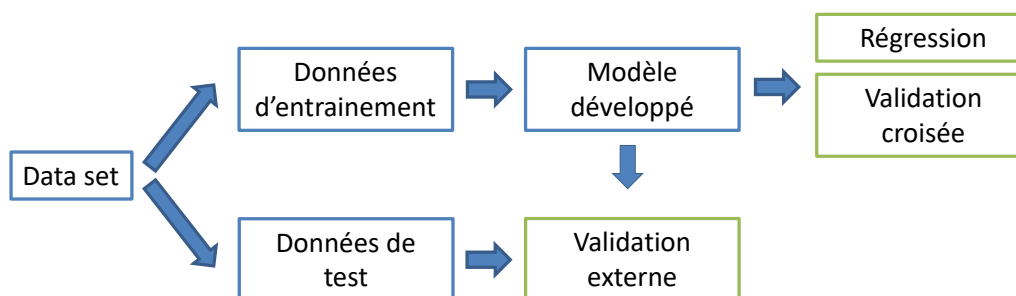 Données
d'entrainement
Modèle
développé
Régression
Validation
croisée
Data set
Données de
test
Validation
externe